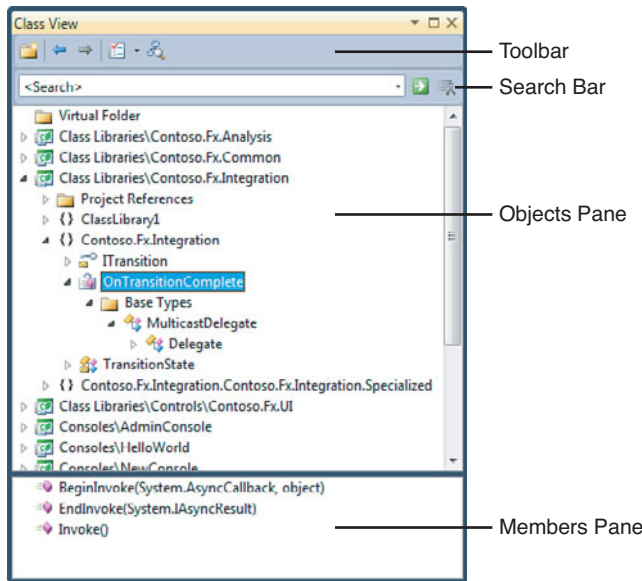 Class View
Toolbar
<Search>
Search Bar
Virtual Folder
Class Libraries\Contoso.Fx.Analysis
Class Libraries\Contoso.Fx.Common
Class Libraries\Contoso.Fx.Integration
Project References
{} ClassLibrary1
Objects Pane
{} Contoso.Fx.Integration
ITransition
OnTransitionComplete
Base Types
MulticastDelegate
Delegate
TransitionState
{} Contoso.Fx.Integration.Contoso.Fx.Integration.Specialized
Class Libraries\Controls\Contoso.Fx.UI
Consoles\AdminConsole
Consoles\HelloWorld
Consoles\NewConsole
BeginInvoke(System.AsyncCallback, object)
EndInvoke(System.IAsyncResult)
Invoke()
Members Pane